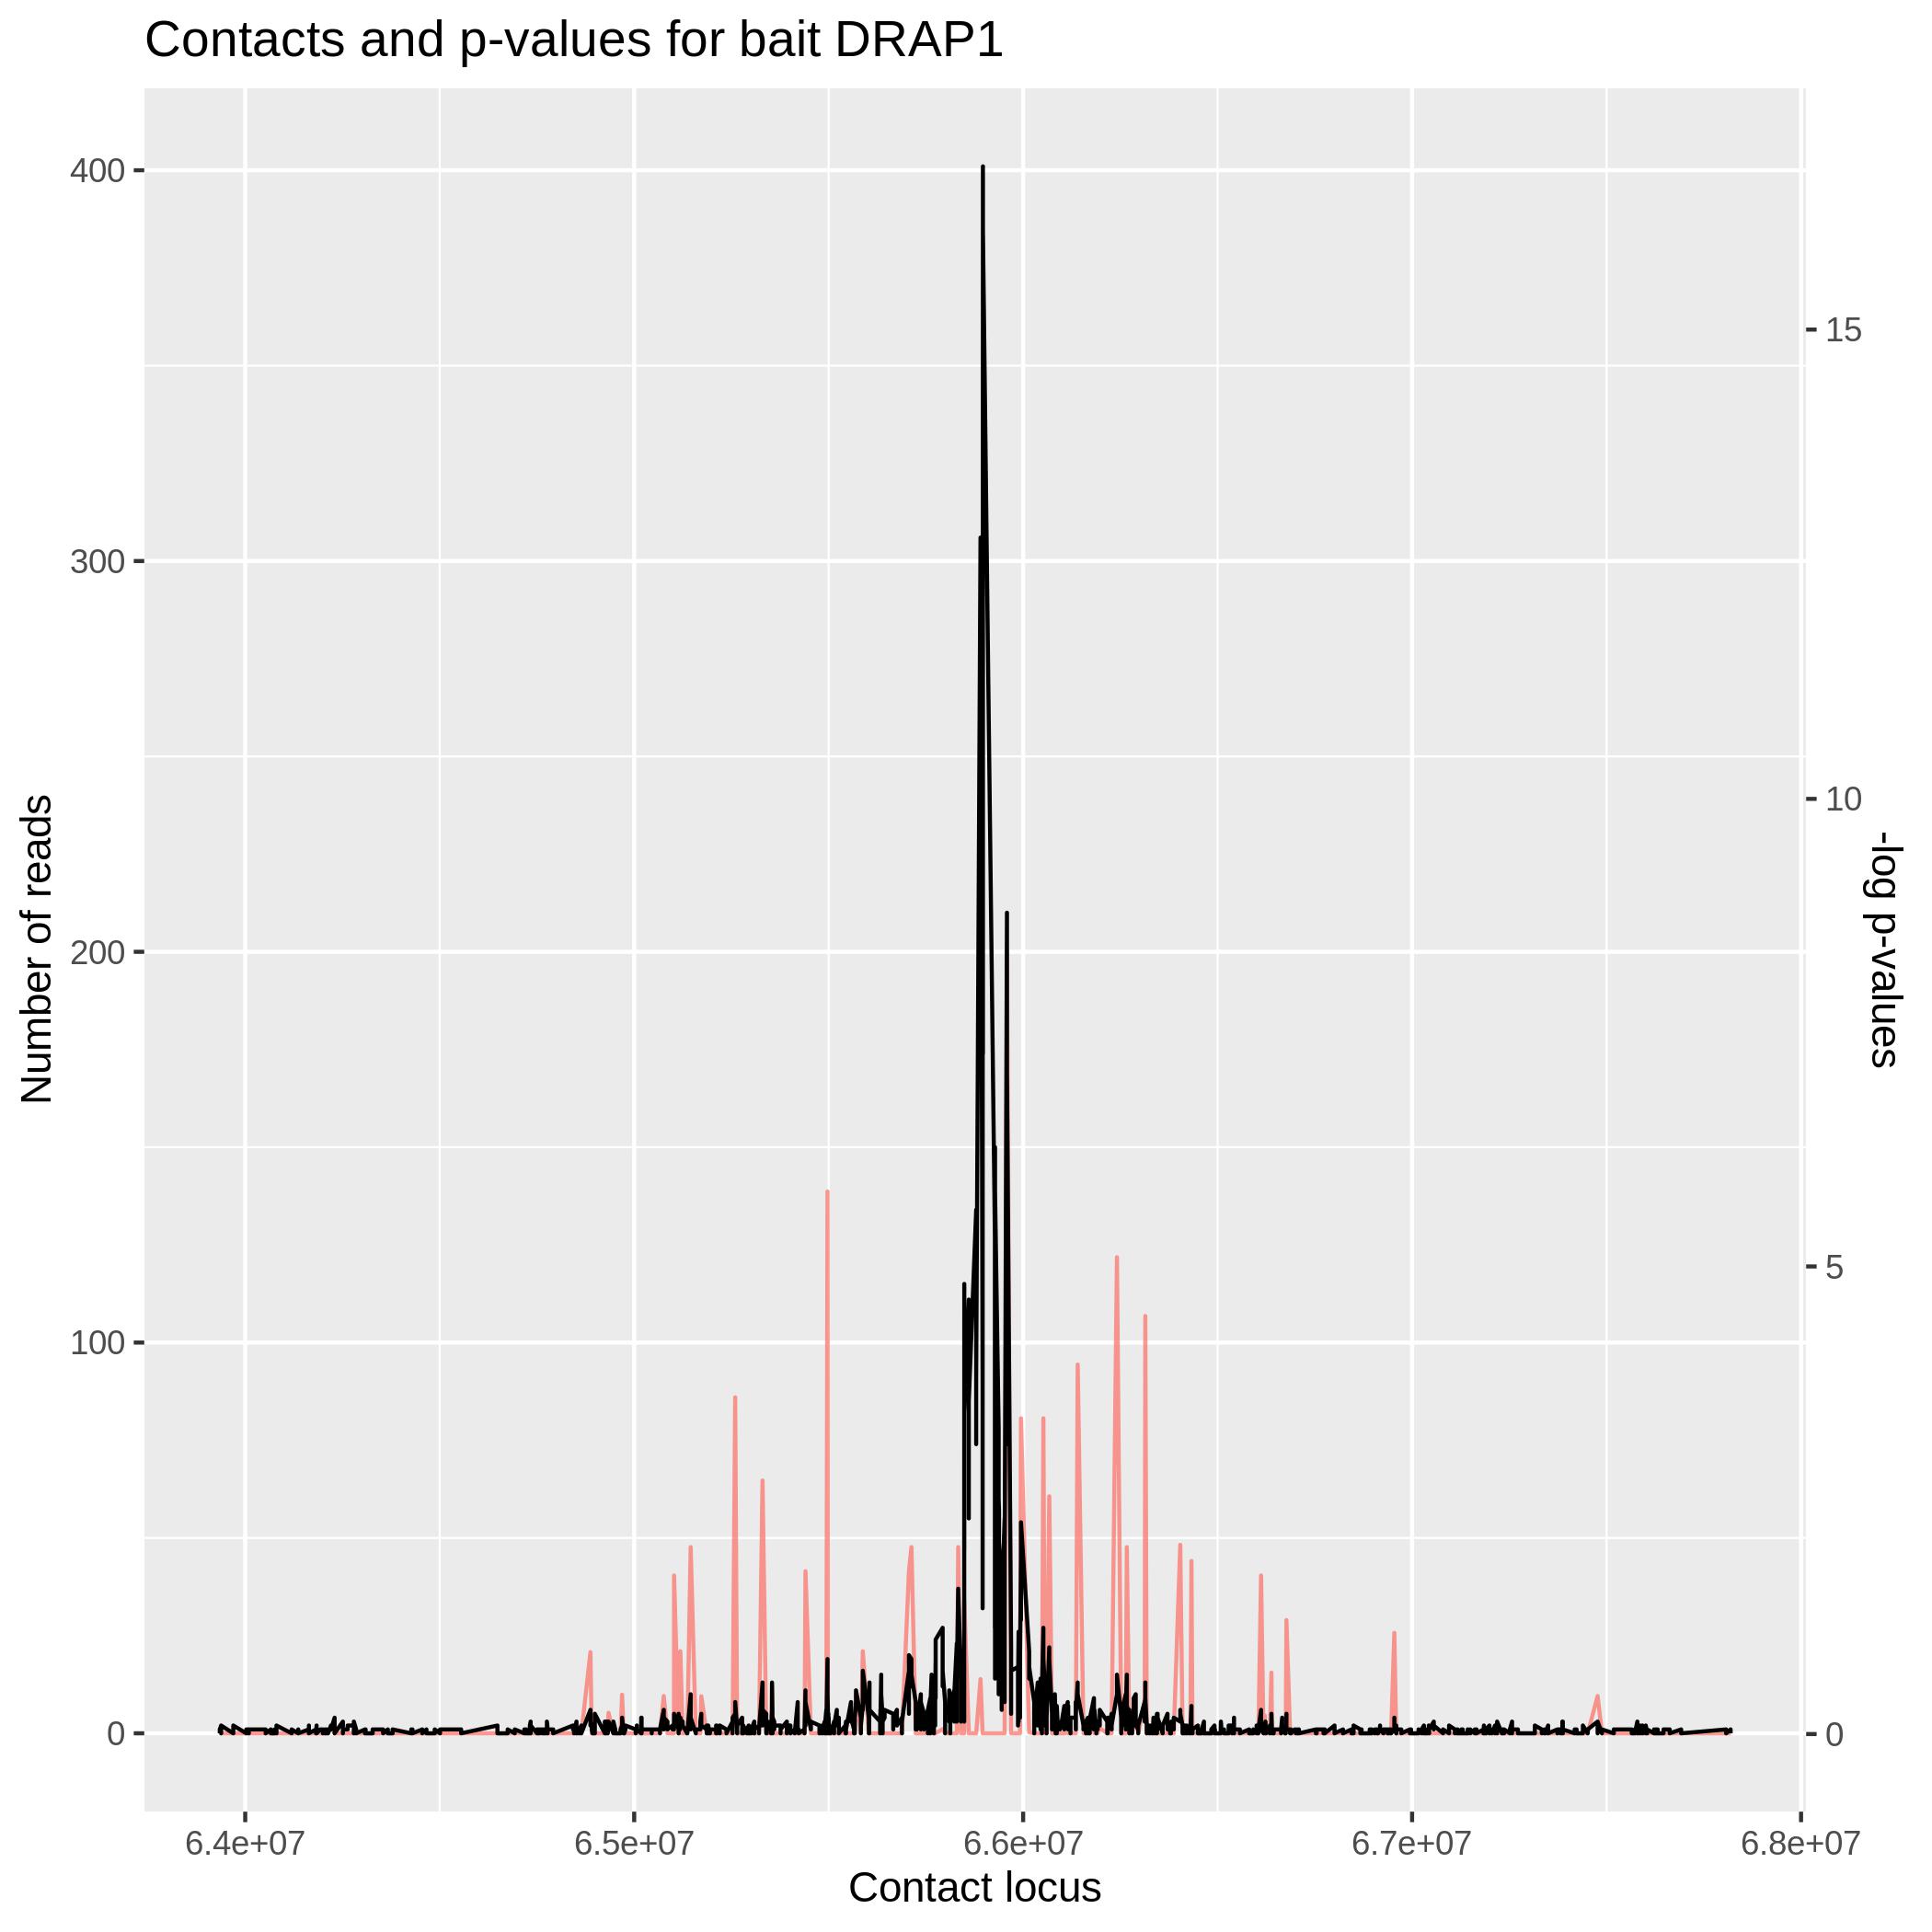 Contacts and p-values for bait DRAP1
400
300
200
100
0
Number of reads
15
10
5
0
-log p-values
6.4e+07
6.5e+07
6.6e+07
6.7e+07
6.8e+07
Contact locus